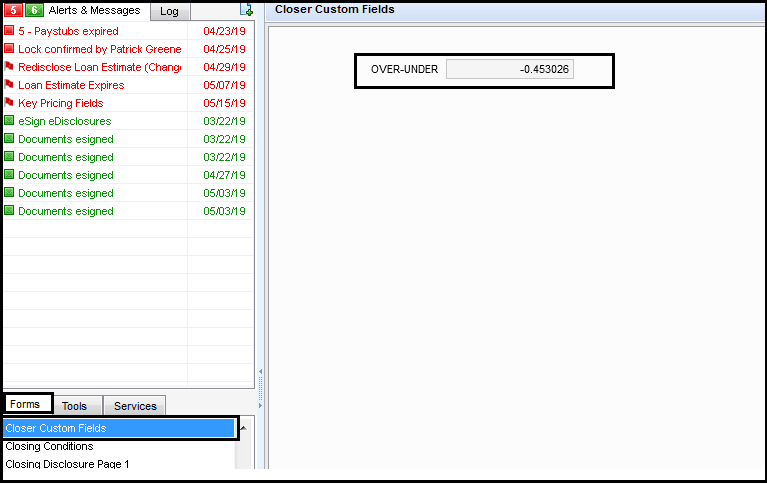 5 6 Alerts & Messages Log
5 - Paystubs expired 04/23/19
Lock confirmed by Patrick Greene 04/25/19
Redisclose Loan Estimate (Chang 04/29/19
Loan Estimate Expires 05/07/19
Key Pricing Fields 05/15/19
eSign eDisclosures 03/22/19
Documents esigned 03/22/19
Documents esigned 03/22/19
Documents esigned 04/27/19
Documents esigned 05/03/19
Documents esigned 05/03/19
Forms Tools Services
Closer Custom Fields
Closing Conditions
Closing Disclosure Page 1
Closer Custom Fields
OVER-UNDER -0.453026